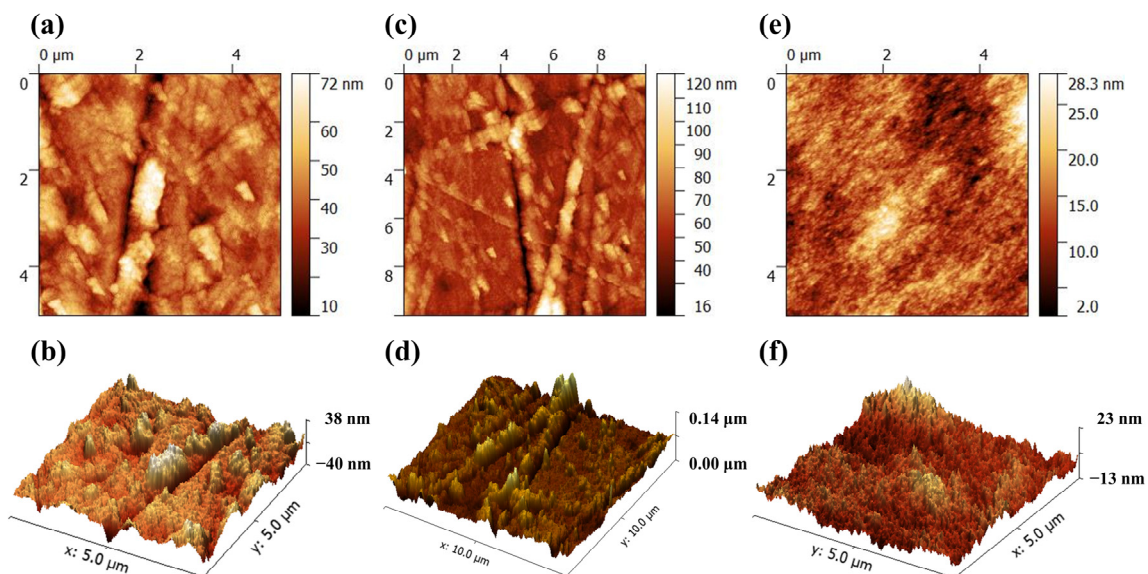 (a)
0 µm 2 4
0
2
4
72 nm
60
50
40
30
10
(c)
0 µm 2 4 6 8
0
2
4
6
8
120 nm
110
100
90
80
70
60
50
40
16
(e)
0 µm 2 4
0
2
4
28.3 nm
25.0
20.0
15.0
10.0
2.0
(b)
38 nm
−40 nm
x: 5.0 µm
y: 5.0 µm
(d)
0.14 µm
0.00 µm
x: 10.0 µm
y: 10.0 µm
(f)
23 nm
−13 nm
y: 5.0 µm
x: 5.0 µm